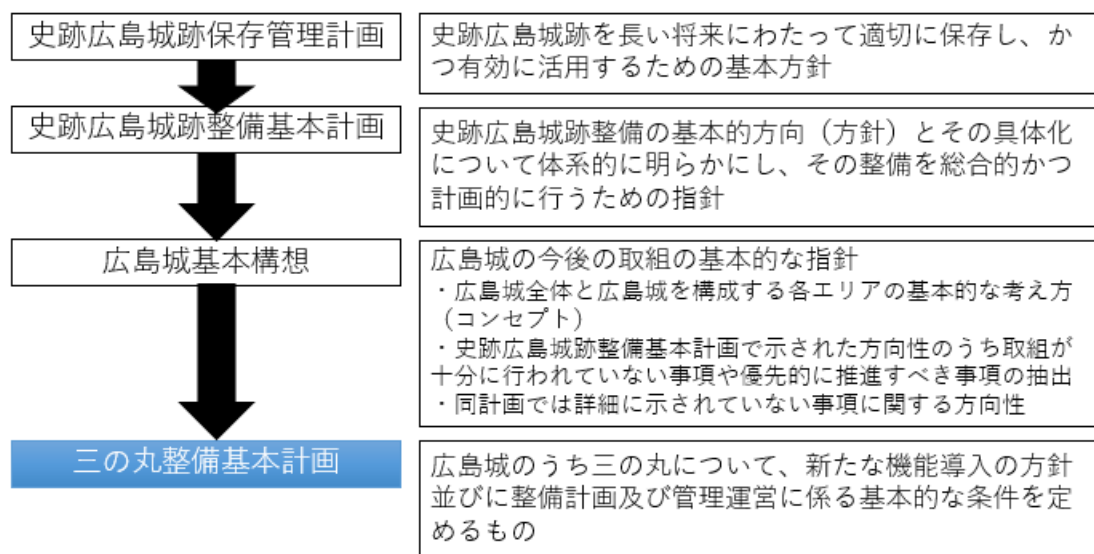 史跡広島城跡保存管理計画
史跡広島城跡を長い将来にわたって適切に保存し、か
つ有効に活用するための基本方針
史跡広島城跡整備基本計画
史跡広島城跡整備の基本的方向（方針）とその具体化
について体系的に明らかにし、その整備を総合的かつ
計画的に行うための指針
広島城基本構想
広島城の今後の取組の基本的な指針
・広島城全体と広島城を構成する各エリアの基本的な考え方
（コンセプト）
・史跡広島城跡整備基本計画で示された方向性のうち取組が
十分に行われていない事項や優先的に推進すべき事項の抽出
・同計画では詳細に示されていない事項に関する方向性
三の丸整備基本計画
広島城のうち三の丸について、新たな機能導入の方針
並びに整備計画及び管理運営に係る基本的な条件を定
めるもの